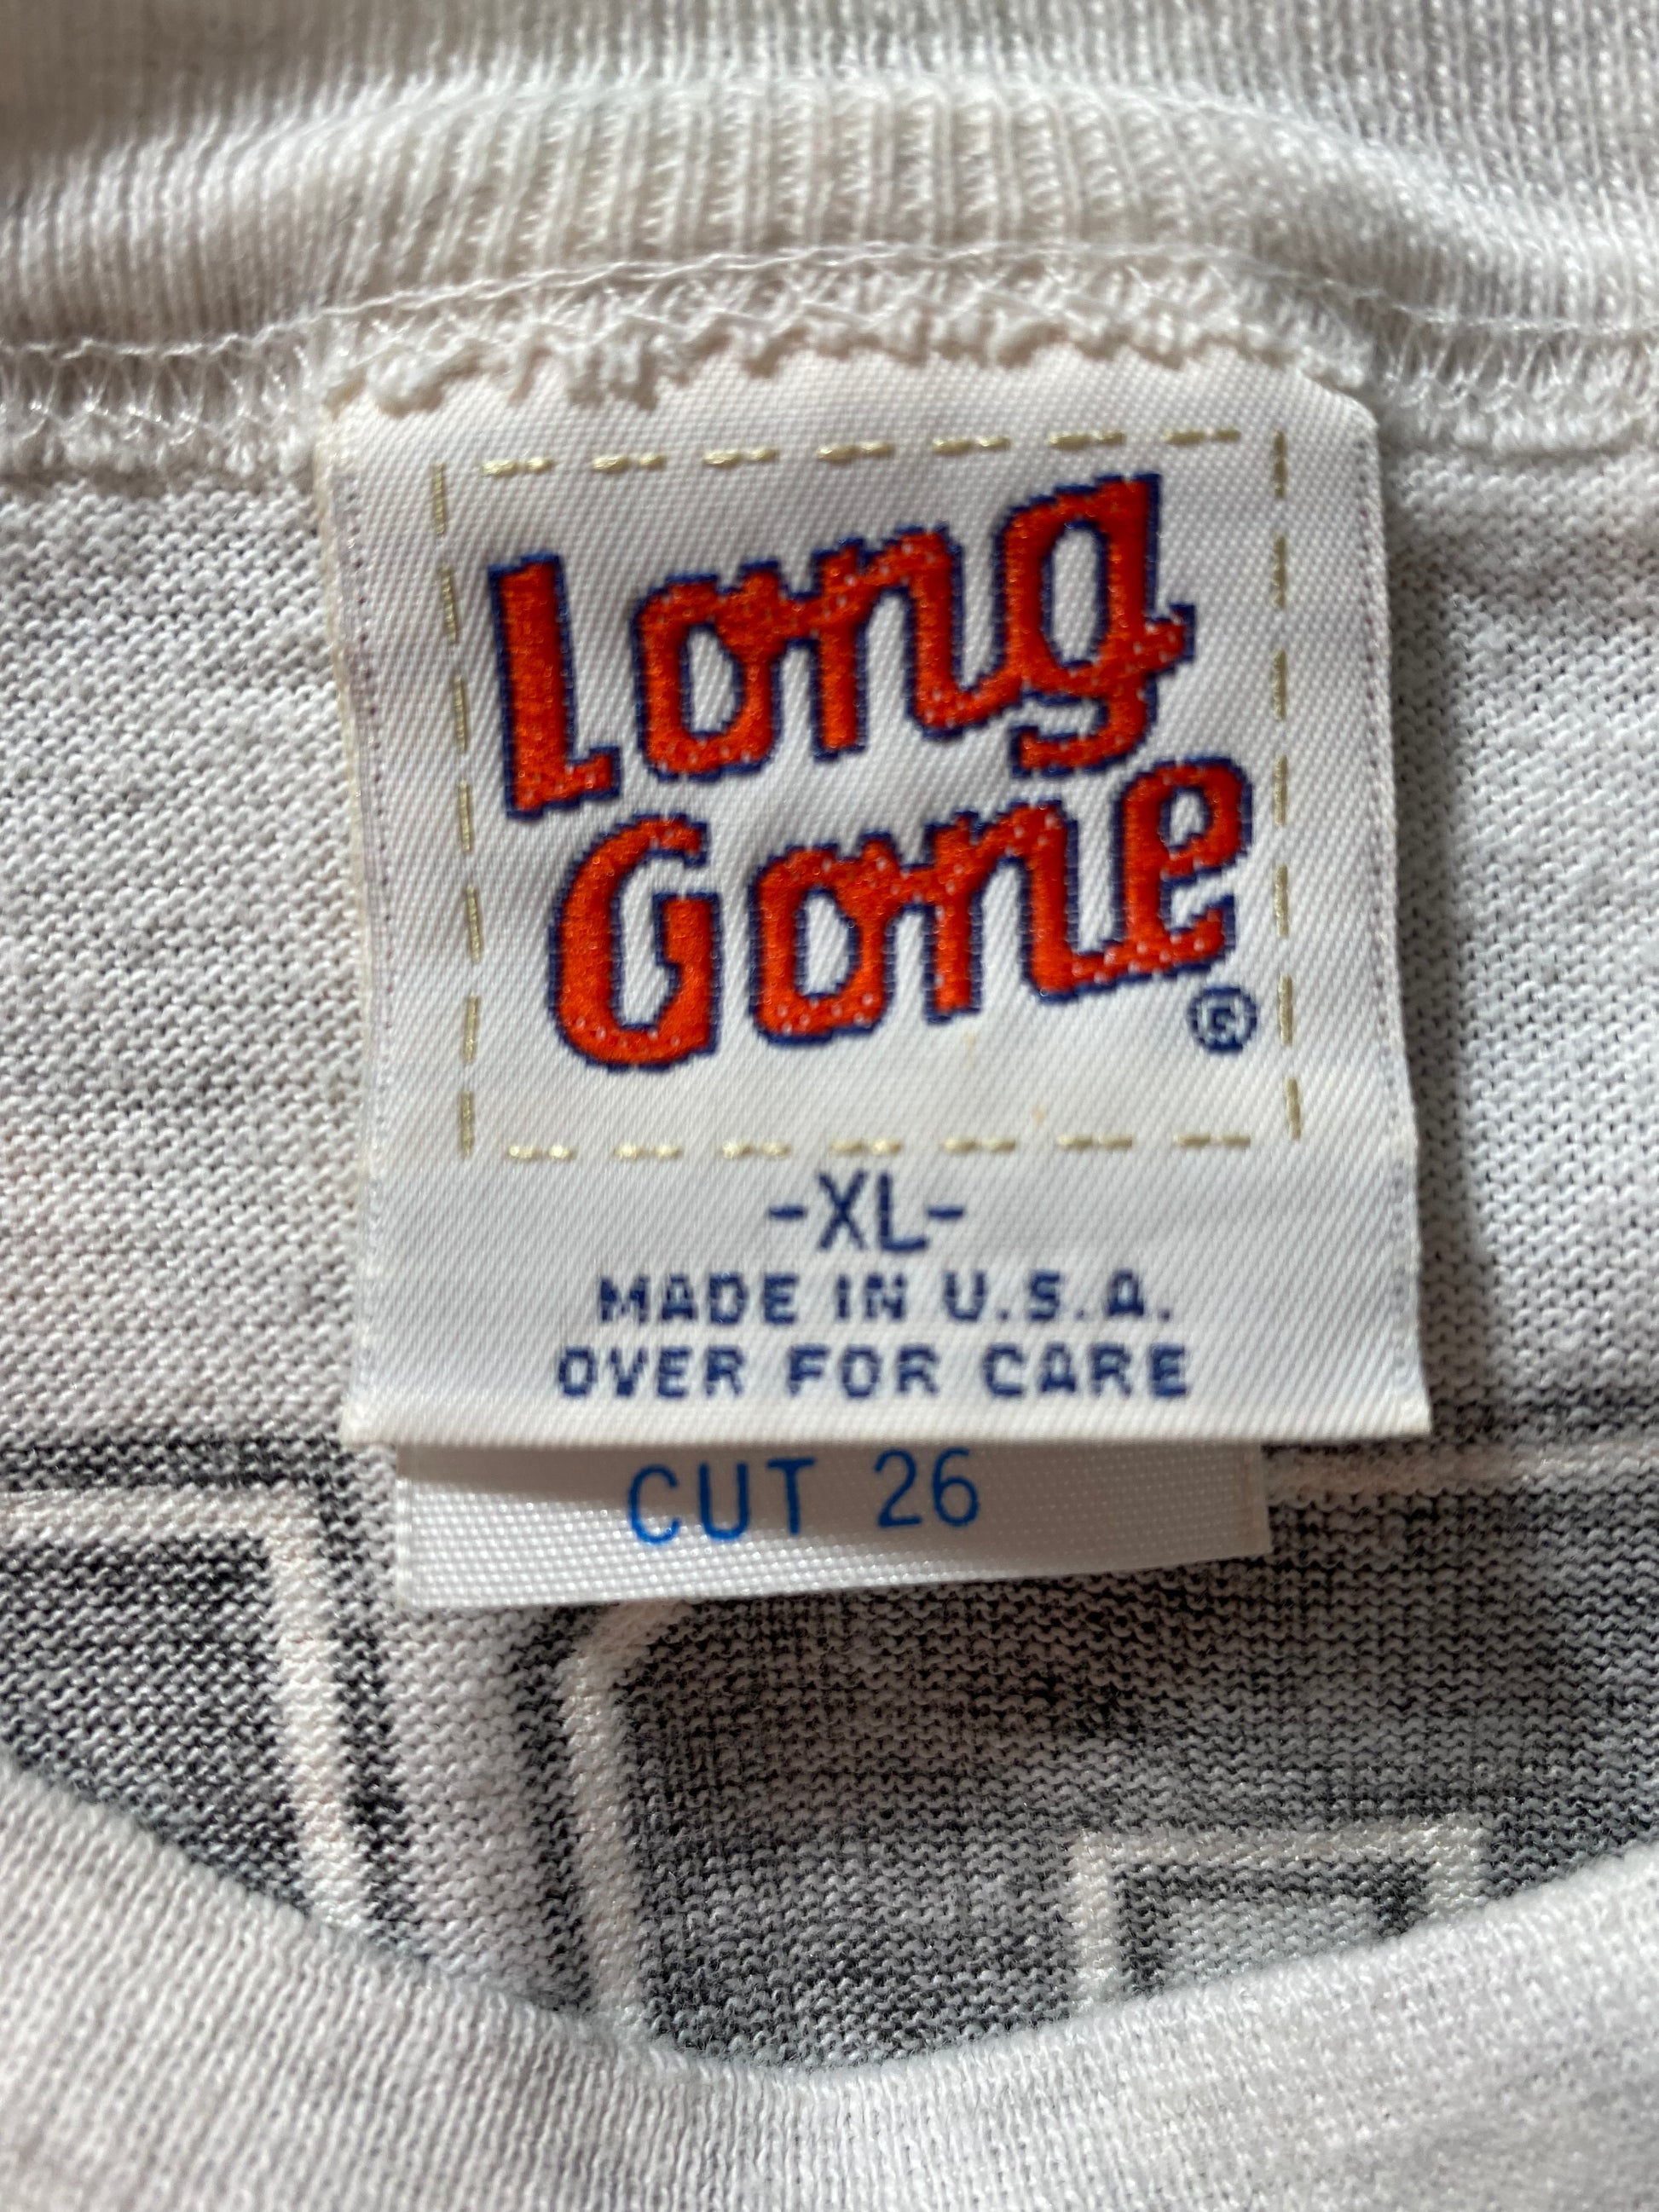 Long
Gone®
-XL-
MADE IN U.S.A.
OVER FOR CARE
CUT 26